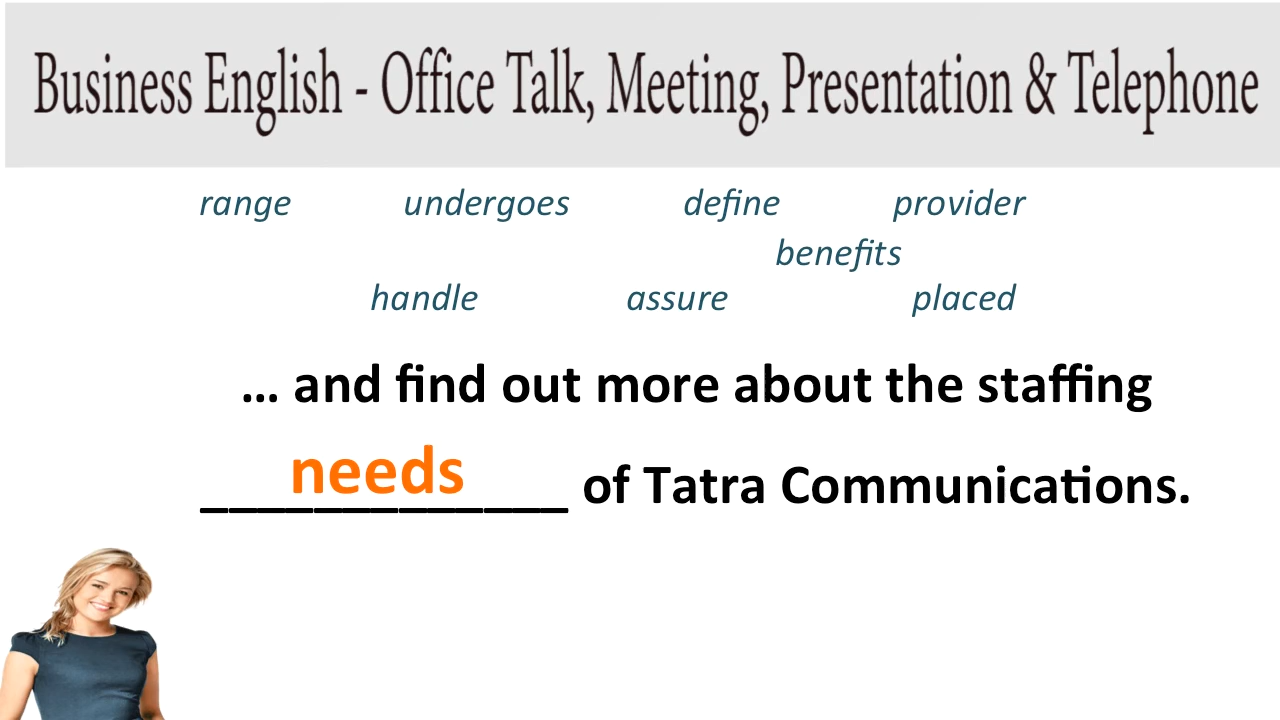 Business English - Office Talk, Meeting, Presentation & Telephone
range undergoes define provider
benefits
handle assure placed
... and find out more about the staffing
needs of Tatra Communications.